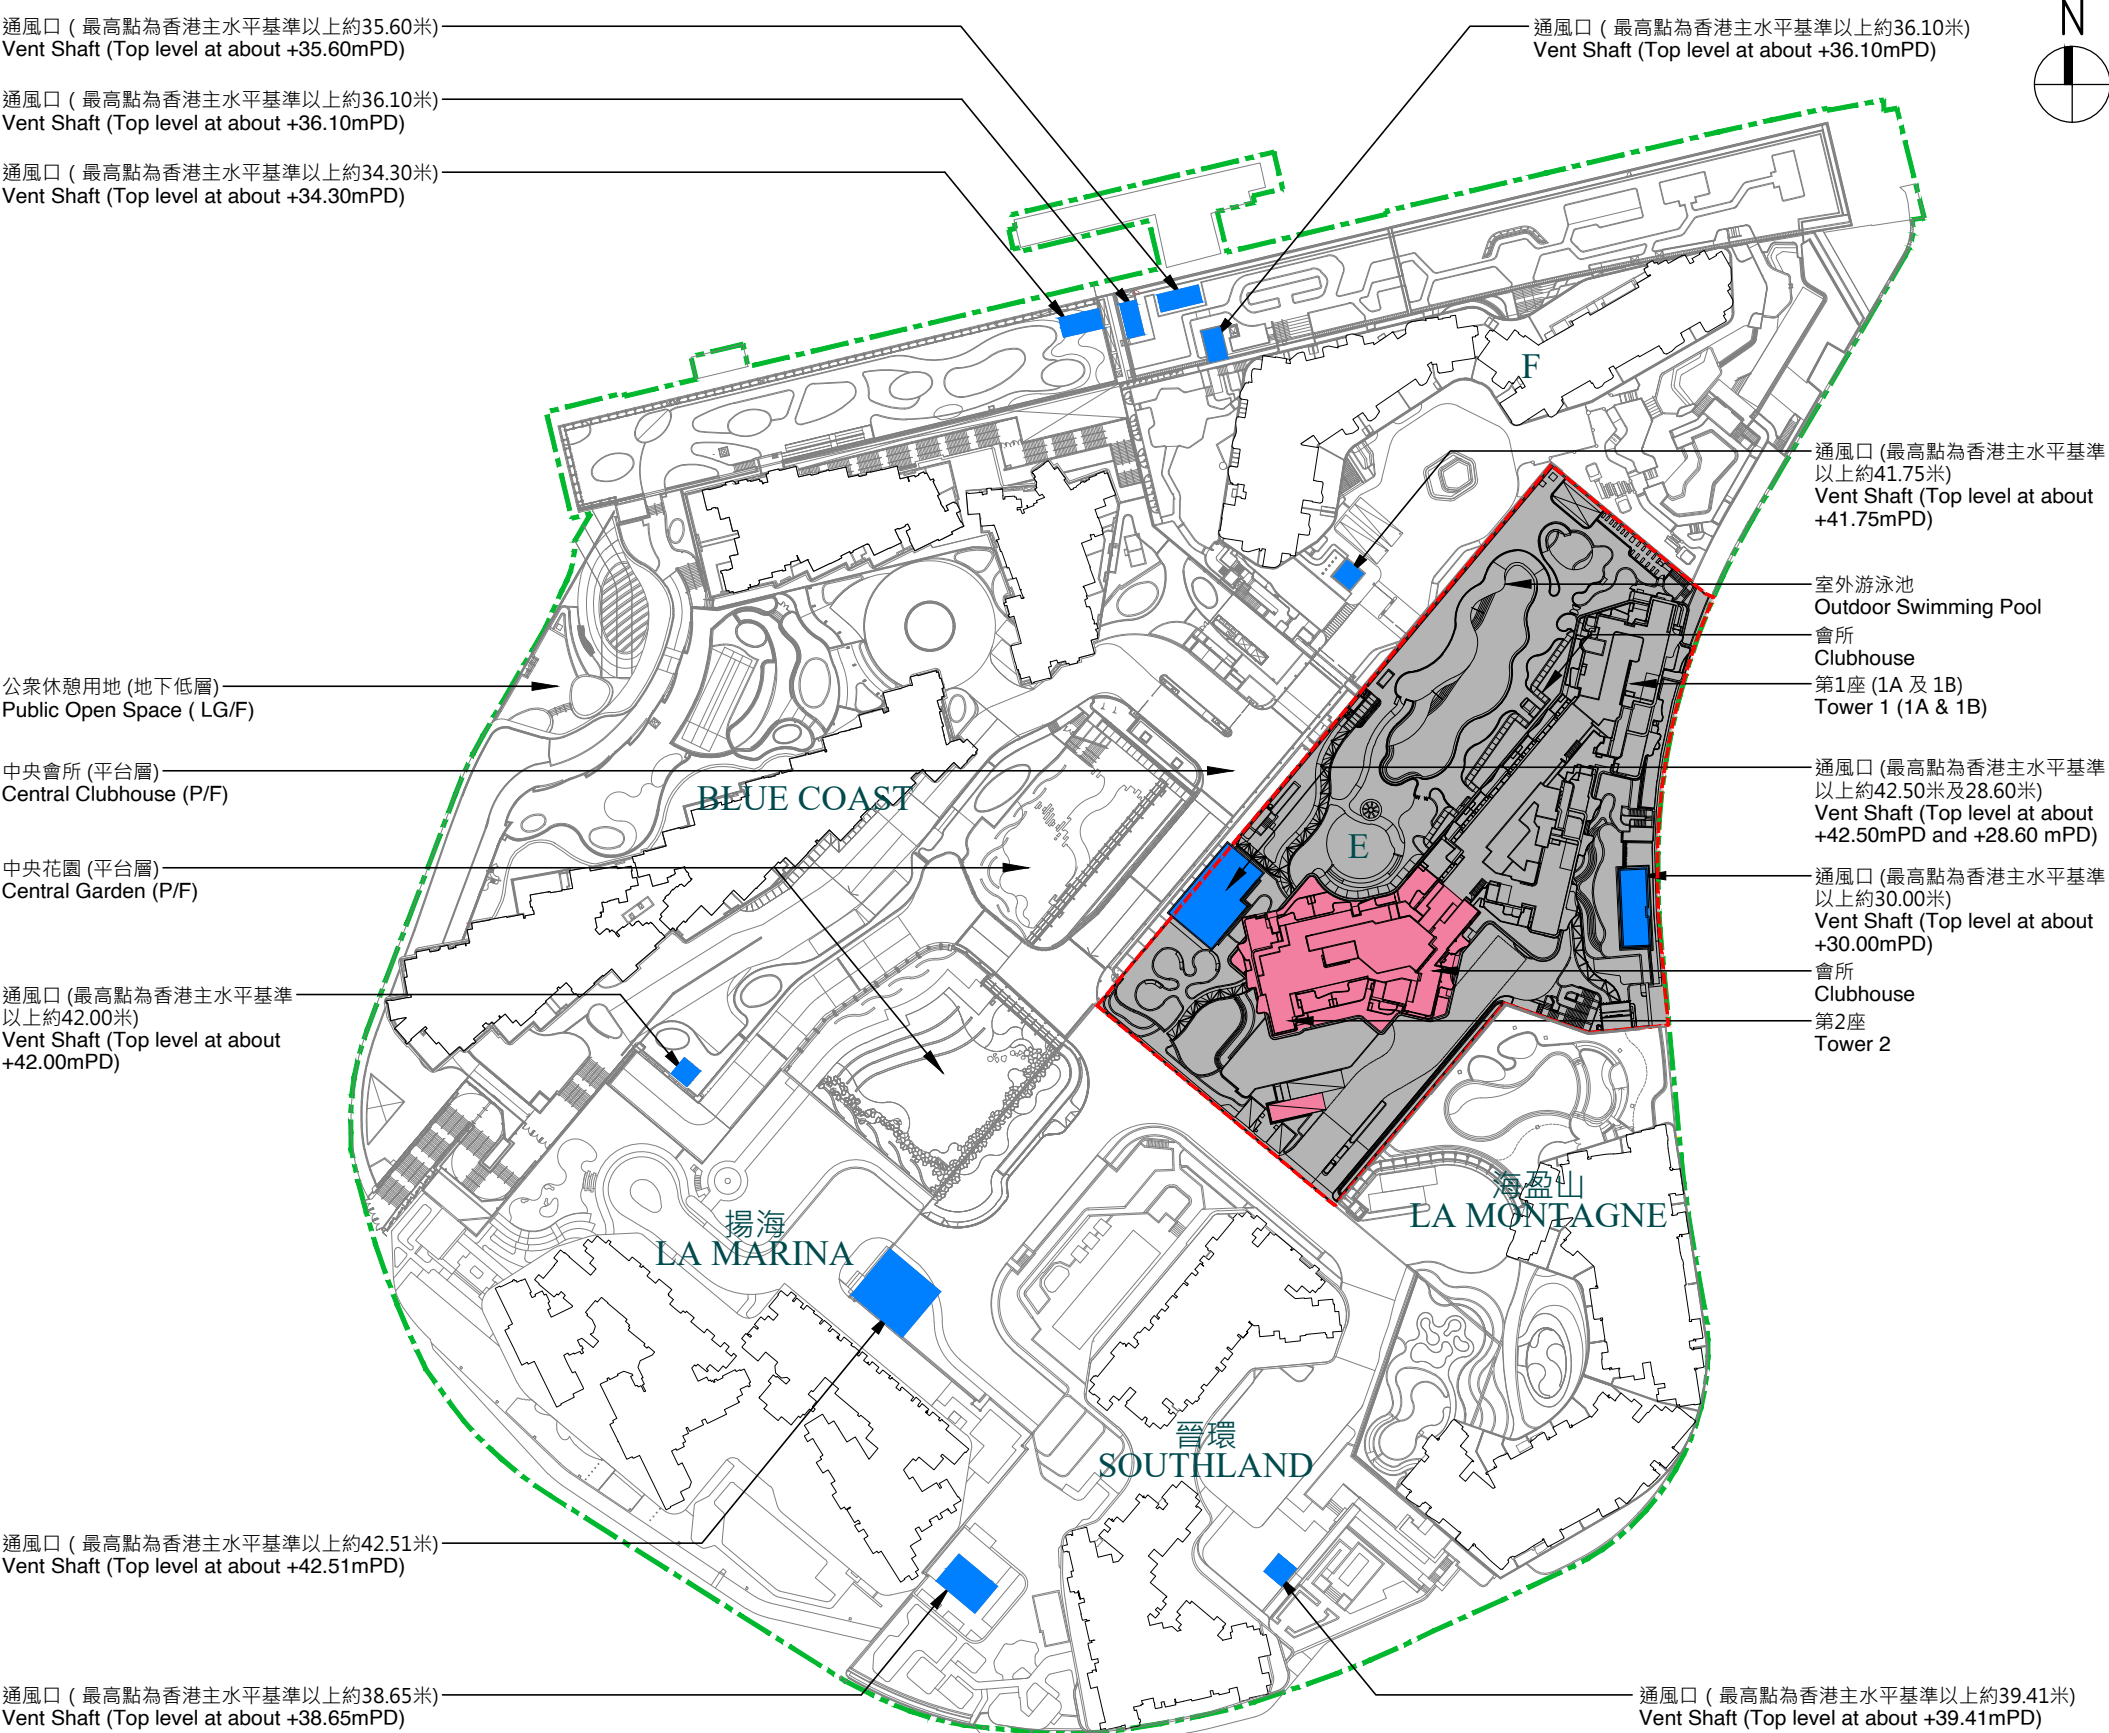 通風口 ( 最高點為香港主水平基準以上約35.60米)
Vent Shaft (Top level at about +35.60mPD)
通風口 ( 最高點為香港主水平基準以上約36.10米)
Vent Shaft (Top level at about +36.10mPD)
N
通風口 ( 最高點為香港主水平基準以上約36.10米)
Vent Shaft (Top level at about +36.10mPD)
通風口 ( 最高點為香港主水平基準以上約34.30米)
Vent Shaft (Top level at about +34.30mPD)
F
通風口 (最高點為香港主水平基準
以上約41.75米)
Vent Shaft (Top level at about
+41.75mPD)
室外游泳池
Outdoor Swimming Pool
會所
Clubhouse
第1座 (1A 及 1B)
Tower 1 (1A & 1B)
公衆休憩用地 (地下低層)
Public Open Space ( LG/F)
中央會所 (平台層)
Central Clubhouse (P/F)
BLUE COAST
通風口 (最高點為香港主水平基準
以上約42.50米及28.60米)
Vent Shaft (Top level at about
+42.50mPD and +28.60 mPD)
E
中央花園 (平台層)
Central Garden (P/F)
通風口 (最高點為香港主水平基準
以上約30.00米)
Vent Shaft (Top level at about
+30.00mPD)
會所
Clubhouse
第2座
Tower 2
通風口 (最高點為香港主水平基準
以上約42.00米)
Vent Shaft (Top level at about
+42.00mPD)
海盈山
LA MONTAGNE
揚海
LA MARINA
晉環
SOUTHLAND
通風口 ( 最高點為香港主水平基準以上約42.51米)
Vent Shaft (Top level at about +42.51mPD)
通風口 ( 最高點為香港主水平基準以上約38.65米)
Vent Shaft (Top level at about +38.65mPD)
通風口 ( 最高點為香港主水平基準以上約39.41米)
Vent Shaft (Top level at about +39.41mPD)